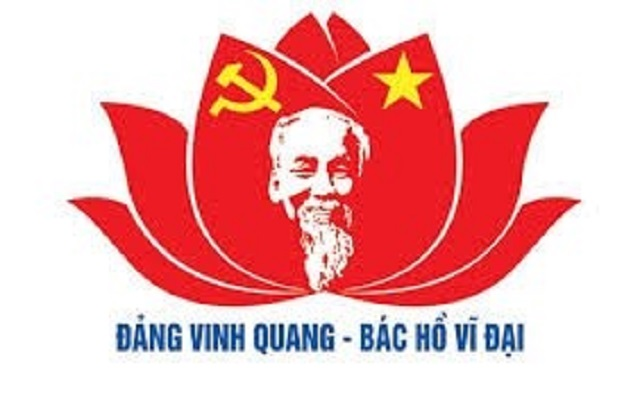 ĐẢNG VINH QUANG - BÁC HỒ VĨ ĐẠI